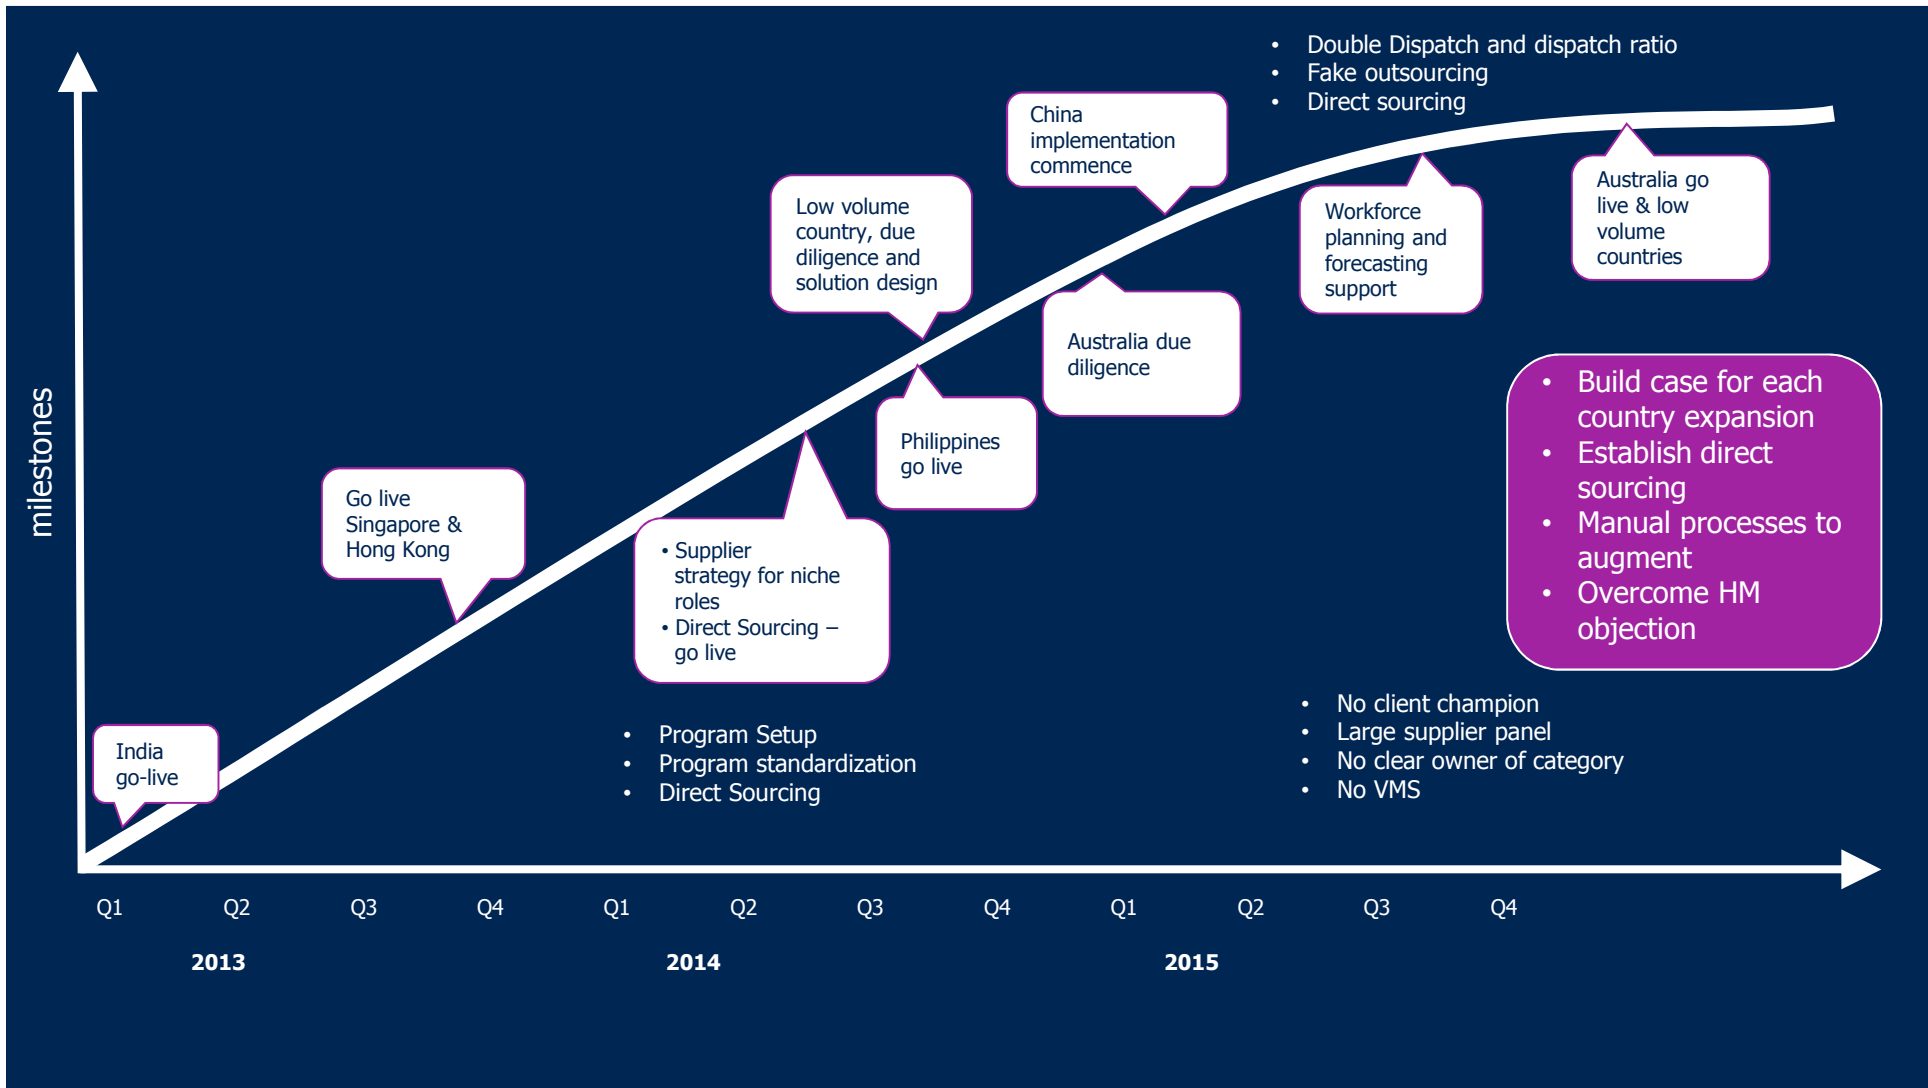 • Double Dispatch and dispatch ratio
• Fake outsourcing
• Direct sourcing
China
implementation
commence
Low volume
country, due
diligence and
solution design
Workforce
planning and
forecasting
support
Australia go
live & low
volume
countries
Australia due
diligence
Philippines
go live
Go live
Singapore &
Hong Kong
• Supplier
strategy for niche
roles
• Direct Sourcing –
go live
India
go-live
milestones
• Build case for each
country expansion
• Establish direct
sourcing
• Manual processes to
augment
• Overcome HM
objection
• Program Setup
• Program standardization
• Direct Sourcing
• No client champion
• Large supplier panel
• No clear owner of category
• No VMS
Q1 Q2 Q3 Q4 Q1 Q2 Q3 Q4 Q1 Q2 Q3 Q4
2013 2014 2015